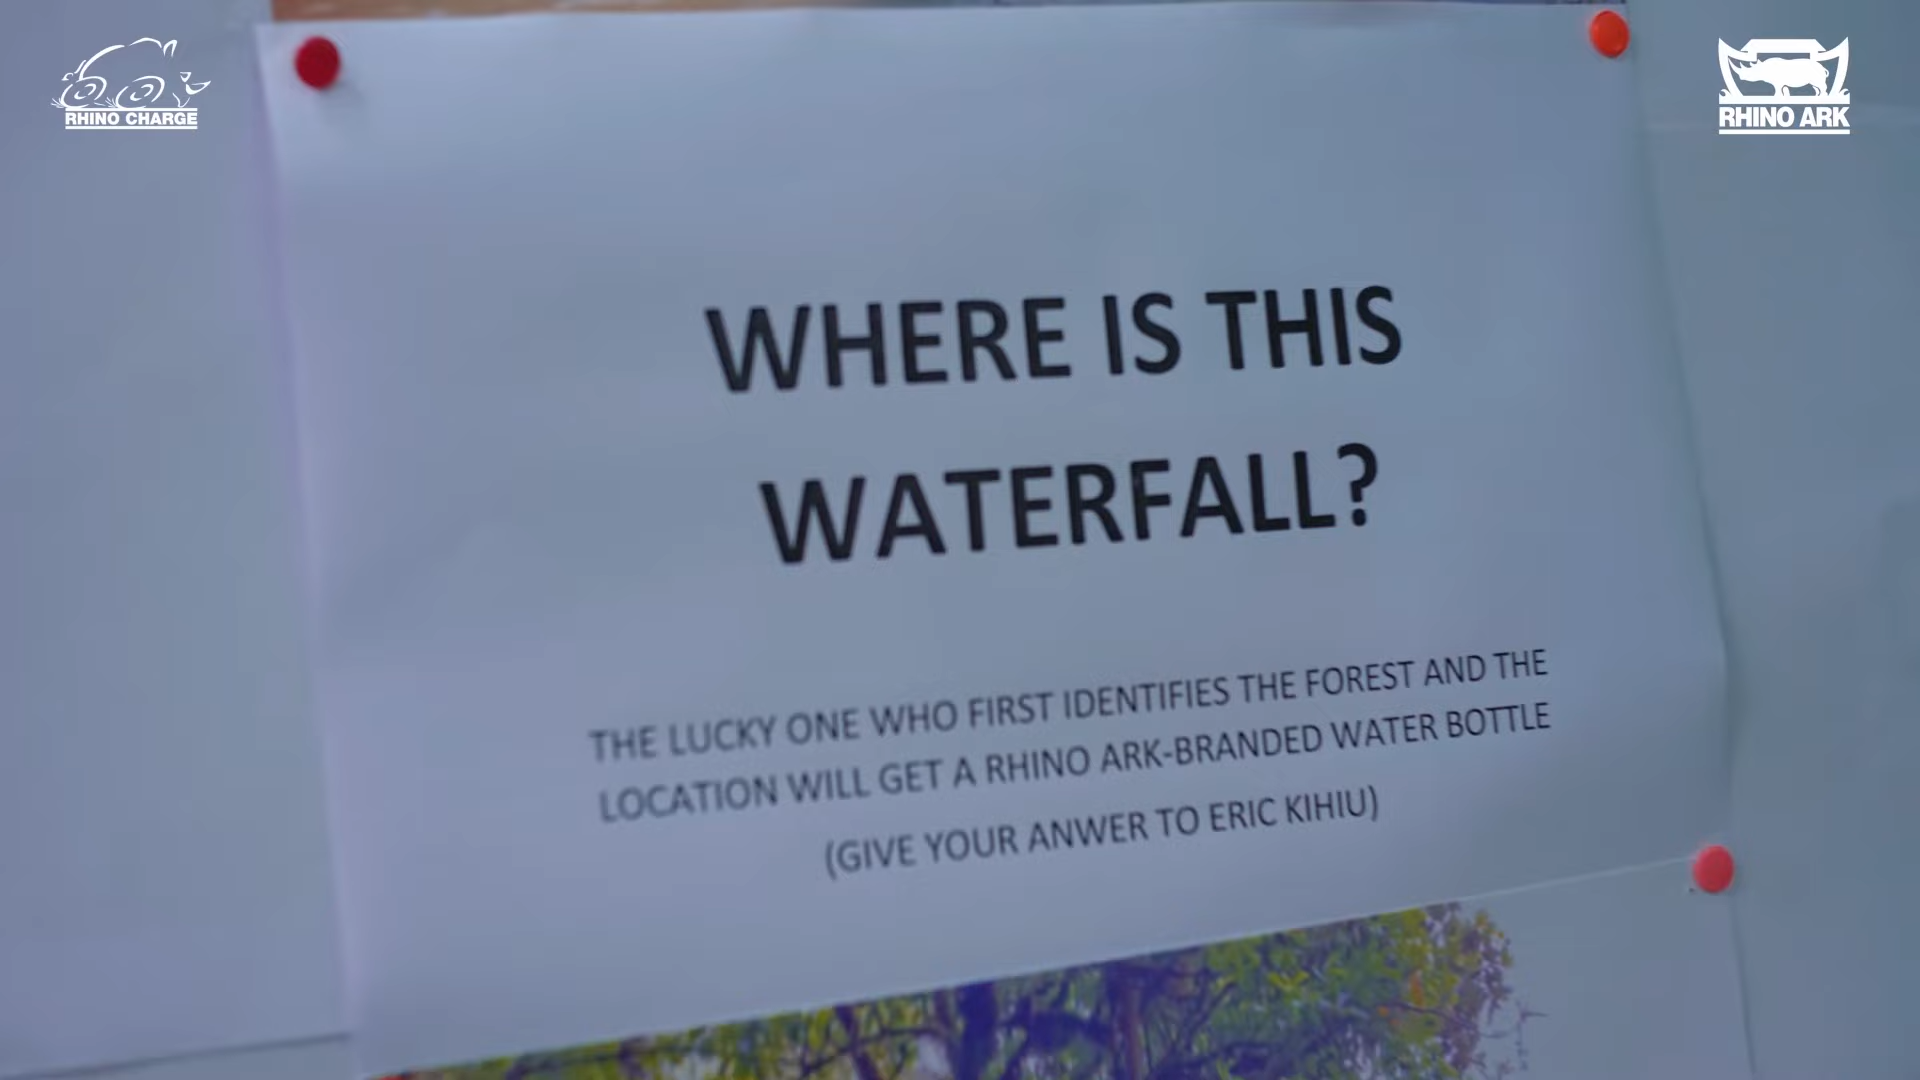 RHINO CHARGE
RHINO ARK
WHERE IS THIS
WATERFALL?
THE LUCKY ONE WHO FIRST IDENTIFIES THE FOREST AND THE
LOCATION WILL GET A RHINO ARK-BRANDED WATER BOTTLE
(GIVE YOUR ANWER TO ERIC KIHIU)